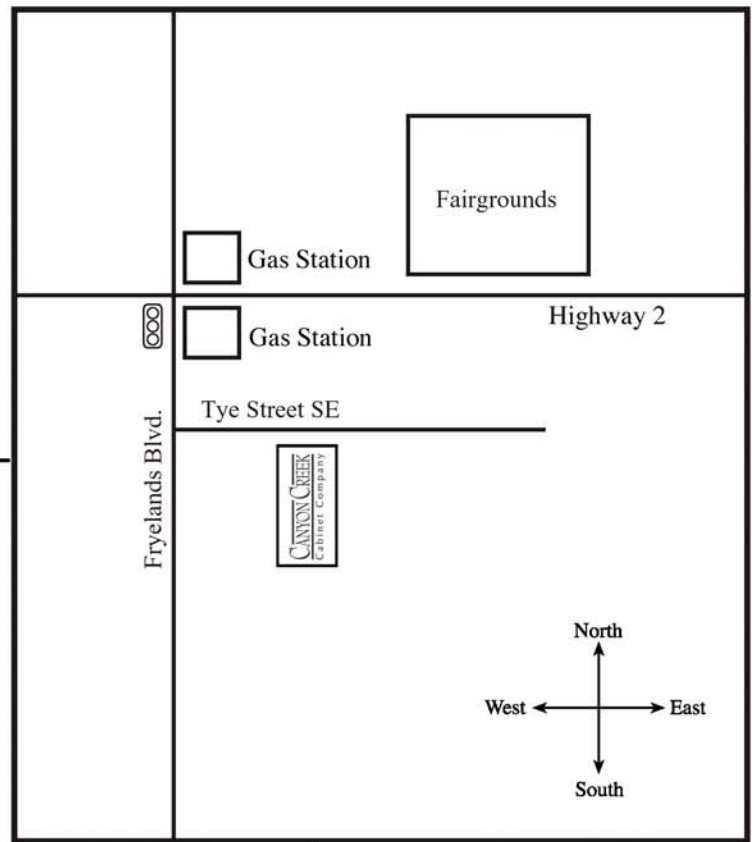 Fairgrounds
Gas Station
Highway 2
Gas Station
Tye Street SE
Fryelands Blvd.
CANYON CREEK
Cabinet Company
North
West
East
South